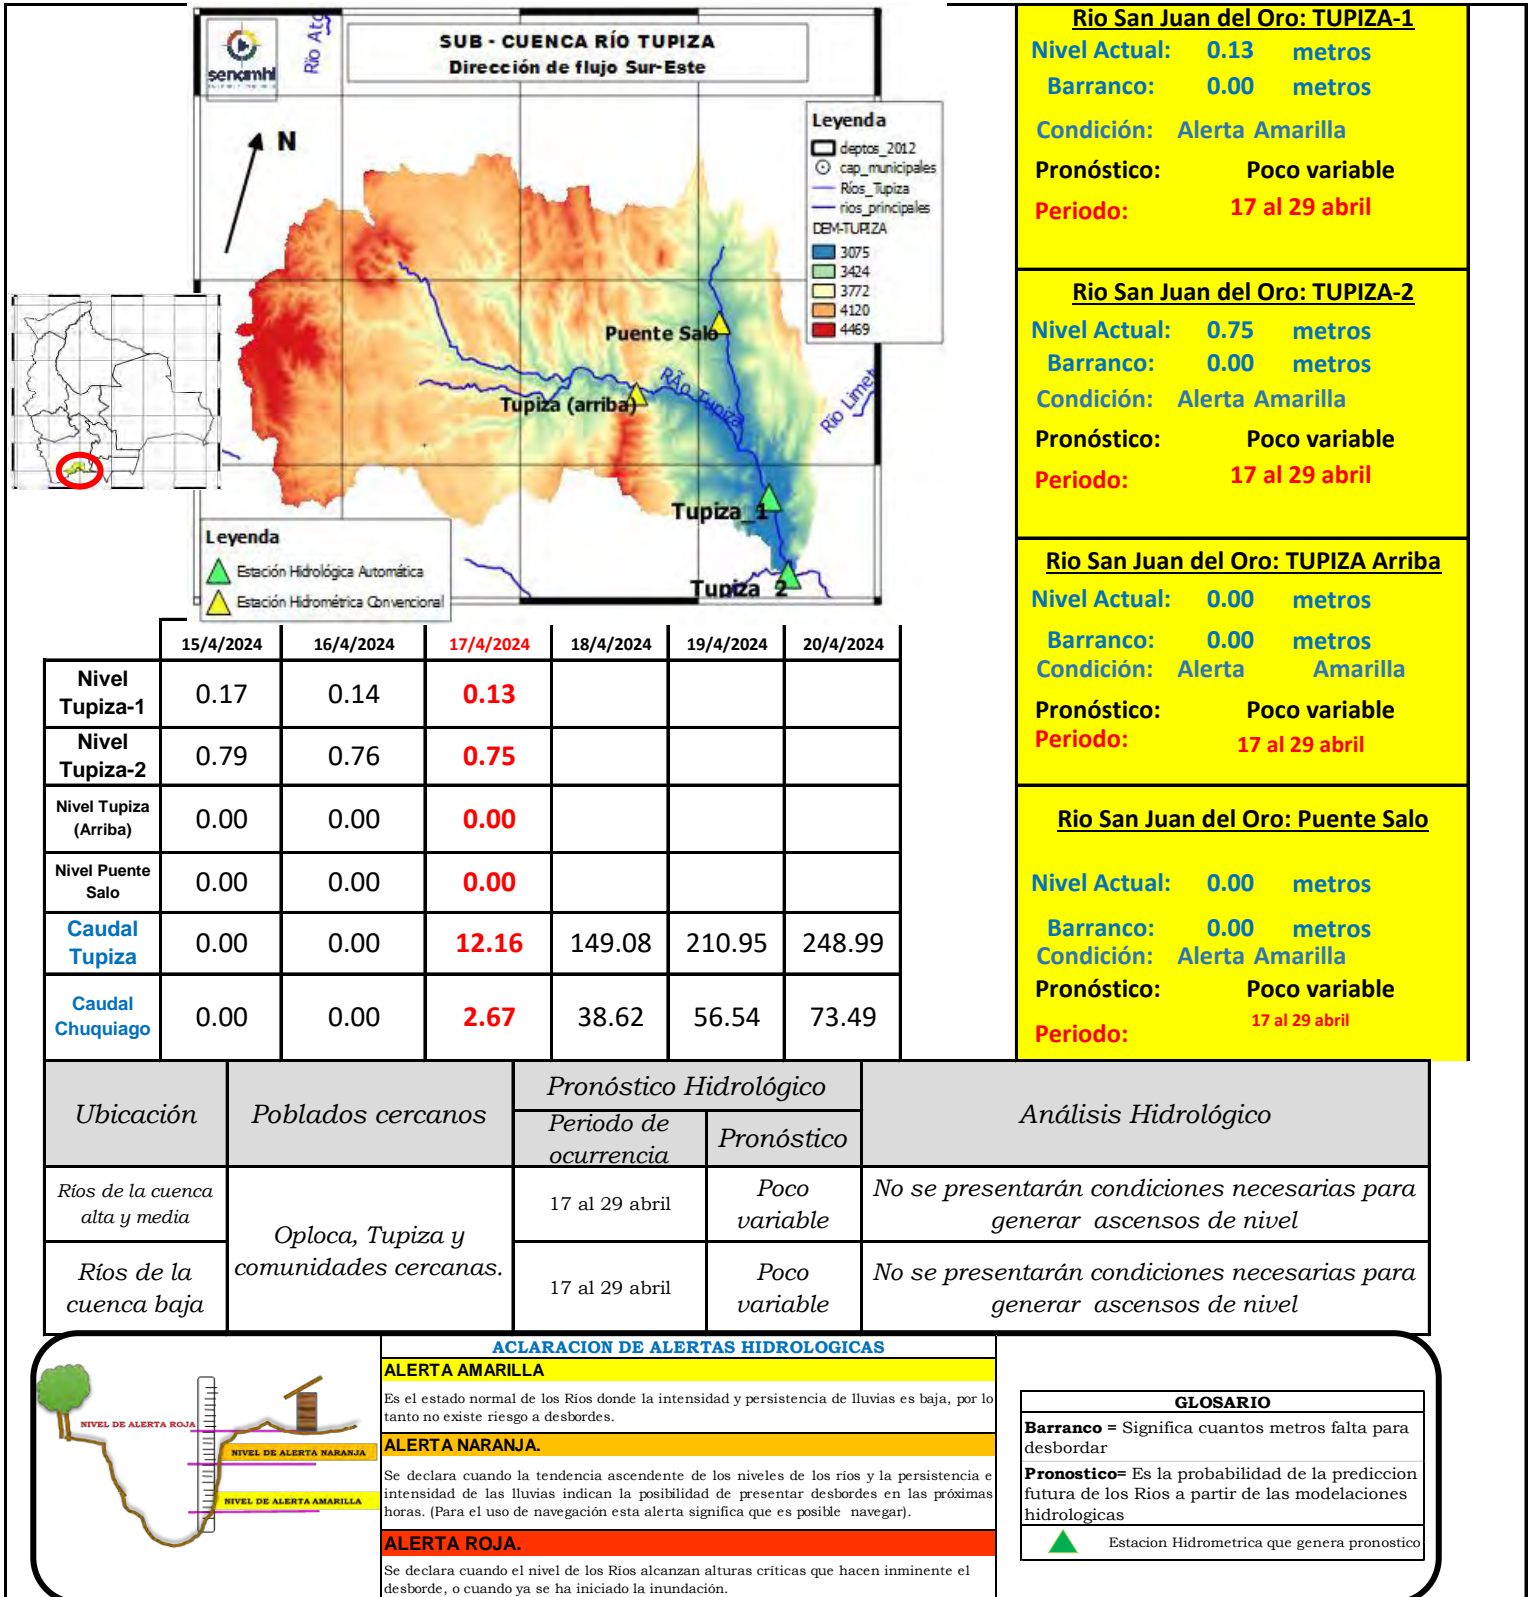 senamhi
Río Ato
SUB - CUENCA RÍO TUPIZA
Dirección de flujo Sur-Este
N
Leyenda
deptos_2012
cap_municipales
Ríos_Tupiza
rios_principales
DEM-TUPIZA
3075
3424
3772
4120
4469
Puente Salo
RÃo Tupiza
Tupiza (arriba)
Rio Limet
Tupiza_1
Tupiza_2
Leyenda
Estación Hidrológica Automática
Estación Hidrométrica Convencional
Rio San Juan del Oro: TUPIZA-1
Nivel Actual: 0.13 metros
Barranco: 0.00 metros
Condición: Alerta Amarilla
Pronóstico: Poco variable
Periodo: 17 al 29 abril
Rio San Juan del Oro: TUPIZA-2
Nivel Actual: 0.75 metros
Barranco: 0.00 metros
Condición: Alerta Amarilla
Pronóstico: Poco variable
Periodo: 17 al 29 abril
Rio San Juan del Oro: TUPIZA Arriba
Nivel Actual: 0.00 metros
Barranco: 0.00 metros
Condición: Alerta Amarilla
Pronóstico: Poco variable
Periodo: 17 al 29 abril
Rio San Juan del Oro: Puente Salo
Nivel Actual: 0.00 metros
Barranco: 0.00 metros
Condición: Alerta Amarilla
Pronóstico: Poco variable
Periodo: 17 al 29 abril
15/4/2024 16/4/2024 17/4/2024 18/4/2024 19/4/2024 20/4/2024
Nivel
Tupiza-1 0.17 0.14 0.13
Nivel
Tupiza-2 0.79 0.76 0.75
Nivel Tupiza
(Arriba) 0.00 0.00 0.00
Nivel Puente
Salo 0.00 0.00 0.00
Caudal
Tupiza 0.00 0.00 12.16 149.08 210.95 248.99
Caudal
Chuquiago 0.00 0.00 2.67 38.62 56.54 73.49
Ubicación
Poblados cercanos
Pronóstico Hidrológico
Periodo de
ocurrencia
Pronóstico
Análisis Hidrológico
Ríos de la cuenca
alta y media
Oploca, Tupiza y
comunidades cercanas.
17 al 29 abril
Poco
variable
No se presentarán condiciones necesarias para
generar ascensos de nivel
Ríos de la
cuenca baja
17 al 29 abril
Poco
variable
No se presentarán condiciones necesarias para
generar ascensos de nivel
NIVEL DE ALERTA ROJA
NIVEL DE ALERTA NARANJA
NIVEL DE ALERTA AMARILLA
ACLARACION DE ALERTAS HIDROLOGICAS
ALERTA AMARILLA
Es el estado normal de los Ríos donde la intensidad y persistencia de lluvias es baja, por lo
tanto no existe riesgo a desbordes.
ALERTA NARANJA.
Se declara cuando la tendencia ascendente de los niveles de los ríos y la persistencia e
intensidad de las lluvias indican la posibilidad de presentar desbordes en las próximas
horas. (Para el uso de navegación esta alerta significa que es posible navegar).
ALERTA ROJA.
Se declara cuando el nivel de los Ríos alcanzan alturas críticas que hacen inminente el
desborde, o cuando ya se ha iniciado la inundación.
GLOSARIO
Barranco = Significa cuantos metros falta para
desbordar
Pronostico= Es la probabilidad de la prediccion
futura de los Rios a partir de las modelaciones
hidrologicas
Estacion Hidrometrica que genera pronostico